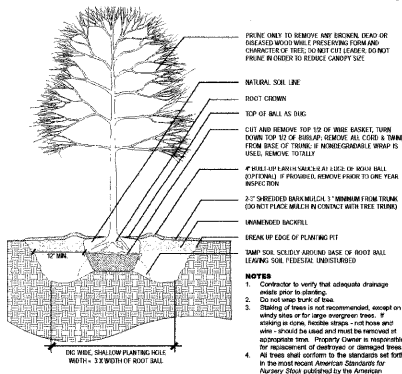 PRUNE ONLY TO REMOVE ANY BROKEN, DEAD OR
DISEASED WOOD WHILE PRESERVING FORM AND
CHARACTER OF TREE; DO NOT CUT LEADER, DO NOT
PRUNE IN ORDER TO REDUCE CANOPY SIZE
NATURAL SOIL LINE
ROOT CROWN
TOP OF BALL AS DUG
CUT AND REMOVE TOP 1/2 OF WIRE BASKET, TURN
DOWN TOP 1/2 OF BURLAP; REMOVE ALL CORD & TWINE
FROM BASE OF TRUNK; IF NONDEGRADABLE WRAP IS
USED, REMOVE TOTALLY
4" BUILT-UP EARTH SAUCER AT EDGE OF ROOT BALL
(OPTIONAL) IF PROVIDED, REMOVE PRIOR TO ONE YEAR
INSPECTION
2-3" SHREDDED BARK MULCH, 3" MINIMUM FROM TRUNK
(DO NOT PLACE MULCH IN CONTACT WITH TREE TRUNK)
UNAMENDED BACKFILL
BREAK UP EDGE OF PLANTING PIT
12" MIN.
TAMP SOIL SOLIDLY AROUND BASE OF ROOT BALL
LEAVING SOIL PEDESTAL UNDISTURBED
DIG WIDE, SHALLOW PLANTING HOLE
WIDTH = 3 X WIDTH OF ROOT BALL
NOTES
1. Contractor to verify that adequate drainage
exists prior to planting.
2. Do not wrap trunk of tree.
3. Staking of trees is not recommended, except on
windy sites or for large evergreen trees. If
staking is done, flexible straps - not hose and
wire - should be used and must be removed at
appropriate time. Property Owner is responsible
for replacement of destroyed or damaged trees
4. All trees shall conform to the standards set forth
in the most recent American Standards for
Nursery Stock published by the American